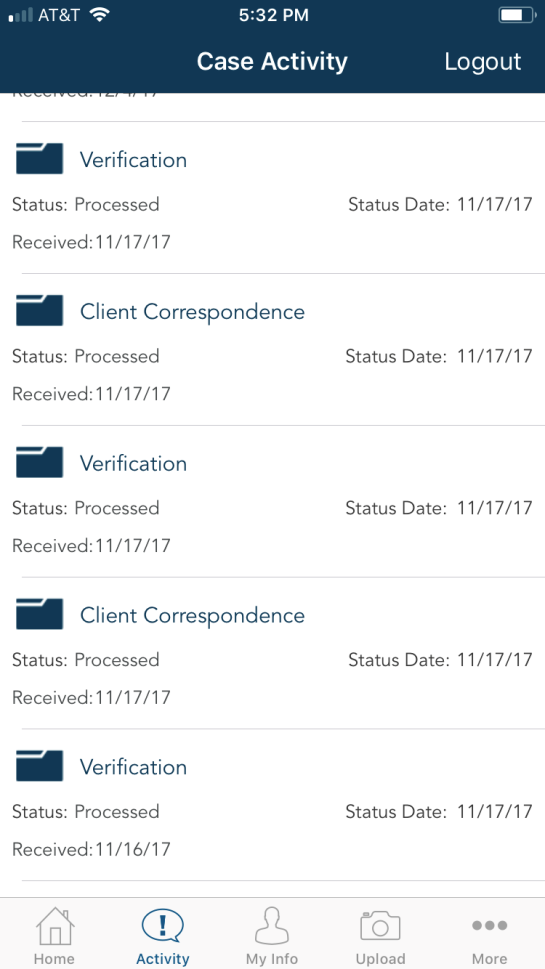 AT&T 5:32 PM
Case Activity Logout
Received:12/4/17
Verification
Status: Processed Status Date: 11/17/17
Received:11/17/17
Client Correspondence
Status: Processed Status Date: 11/17/17
Received:11/17/17
Verification
Status: Processed Status Date: 11/17/17
Received:11/17/17
Client Correspondence
Status: Processed Status Date: 11/17/17
Received:11/17/17
Verification
Status: Processed Status Date: 11/17/17
Received:11/16/17
Home Activity My Info Upload More